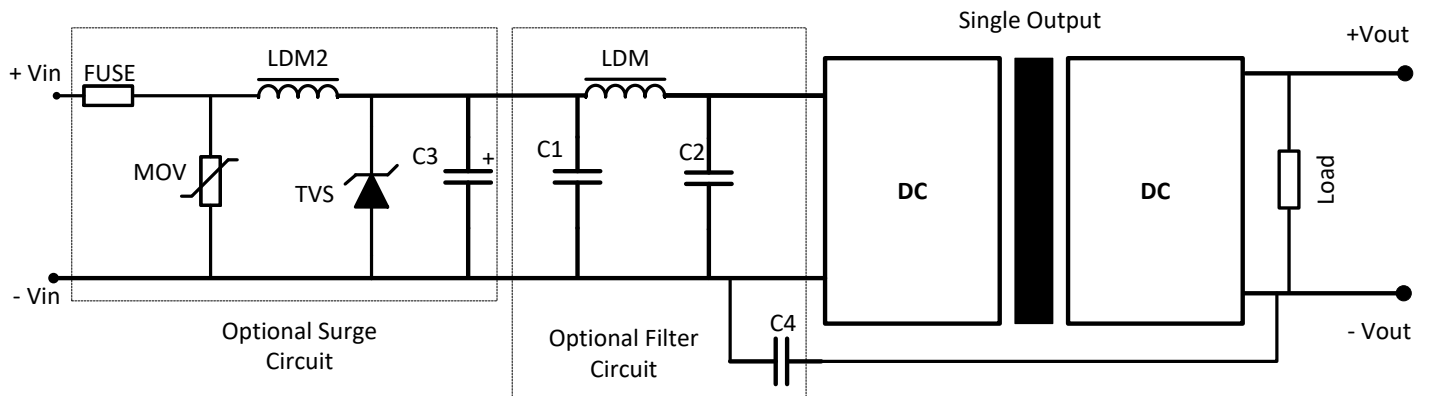 Single Output
+Vout
+ Vin
FUSE
LDM2
LDM
MOV
TVS
C3
+
C1
C2
DC
DC
Load
- Vin
- Vout
C4
Optional Surge
Circuit
Optional Filter
Circuit